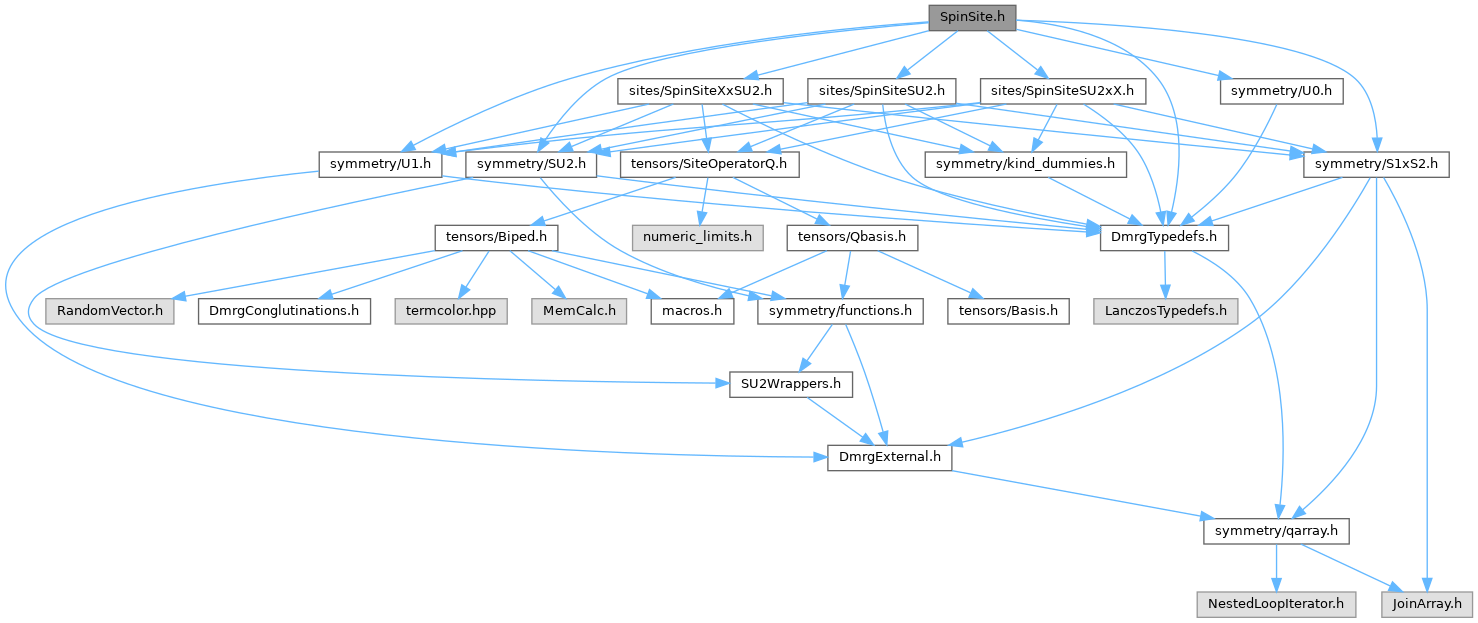 SpinSite.h
sites/SpinSiteXxSU2.h
sites/SpinSiteSU2.h
sites/SpinSiteSU2xX.h
symmetry/U0.h
symmetry/U1.h
symmetry/SU2.h
tensors/SiteOperatorQ.h
symmetry/kind_dummies.h
symmetry/S1xS2.h
tensors/Biped.h
numeric_limits.h
tensors/Qbasis.h
DmrgTypedefs.h
RandomVector.h
DmrgConglutinations.h
termcolor.hpp
MemCalc.h
macros.h
symmetry/functions.h
tensors/Basis.h
LanczosTypedefs.h
SU2Wrappers.h
DmrgExternal.h
symmetry/qarray.h
NestedLoopIterator.h
JoinArray.h